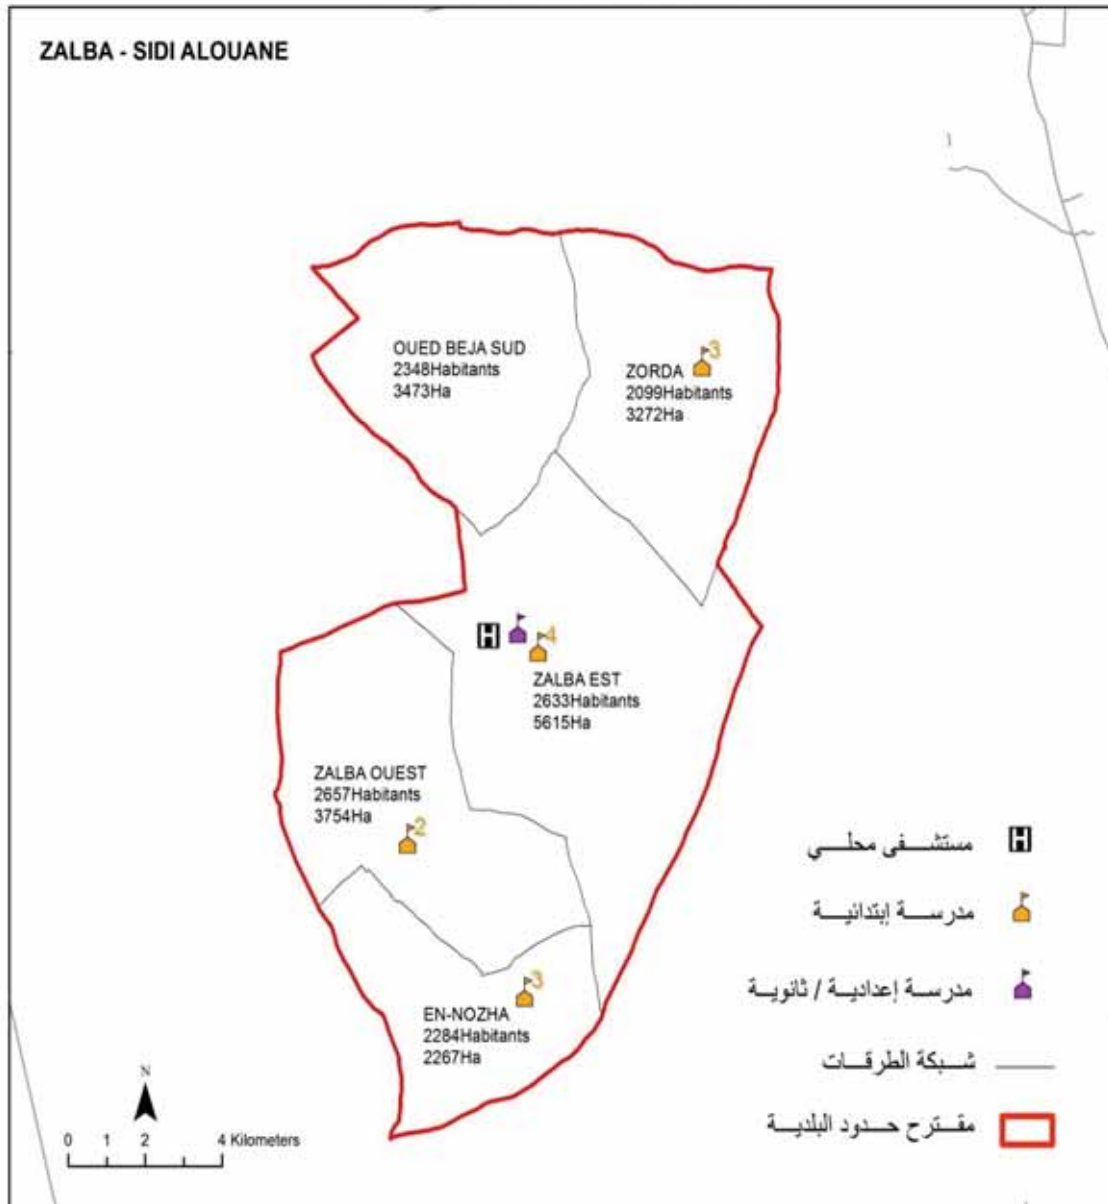 ZALBA - SIDI ALOUANE
OUED BEJA SUD
2348Habitants
3473Ha
3
ZORDA
2099Habitants
3272Ha
4
ZALBA EST
2633Habitants
5615Ha
ZALBA OUEST
2657Habitants
3754Ha
2
3
EN-NOZHA
2284Habitants
2267Ha
H مستشفى محلي
مدرسة إبتدائية
مدرسة إعدادية / ثانوية
شبكة الطرقات
مقترح حدود البلدية
N
0 1 2 4 Kilometers